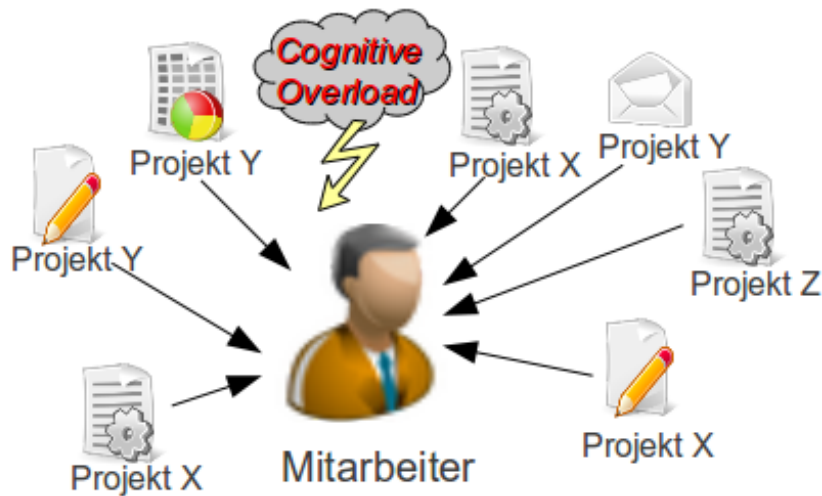 Cognitive
Overload
Projekt Y
Projekt X
Projekt Y
Projekt Y
Projekt Z
Projekt X
Projekt X
Mitarbeiter